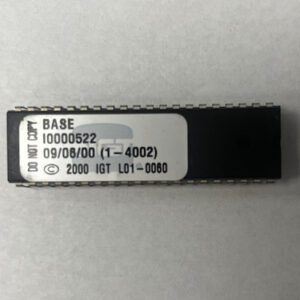 DO NOT COPY
BASE
I0000522
09/06/00 (1-4002)
© 2000 IGT L01-0060